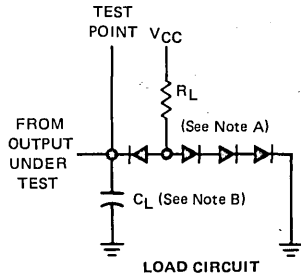 TEST
POINT
VCC
RL
(See Note A)
FROM
OUTPUT
UNDER
TEST
CL (See Note B)
LOAD CIRCUIT